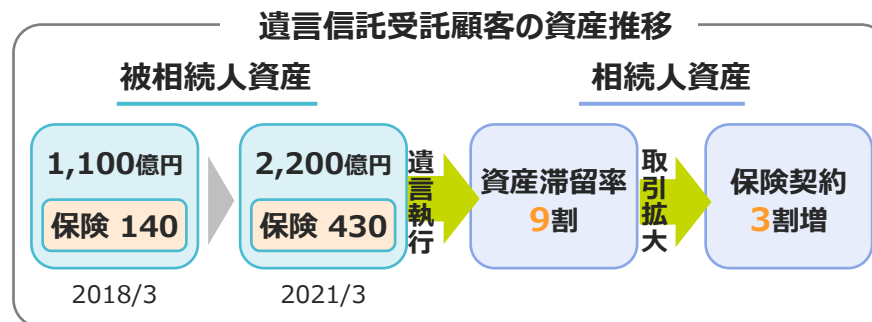 遺言信託受託顧客の資産推移
被相続人資産
相続人資産
1,100億円
保険 140
2018/3
2,200億円
保険 430
2021/3
遺言執行
資産滞留率
9割
取引拡大
保険契約
3割増